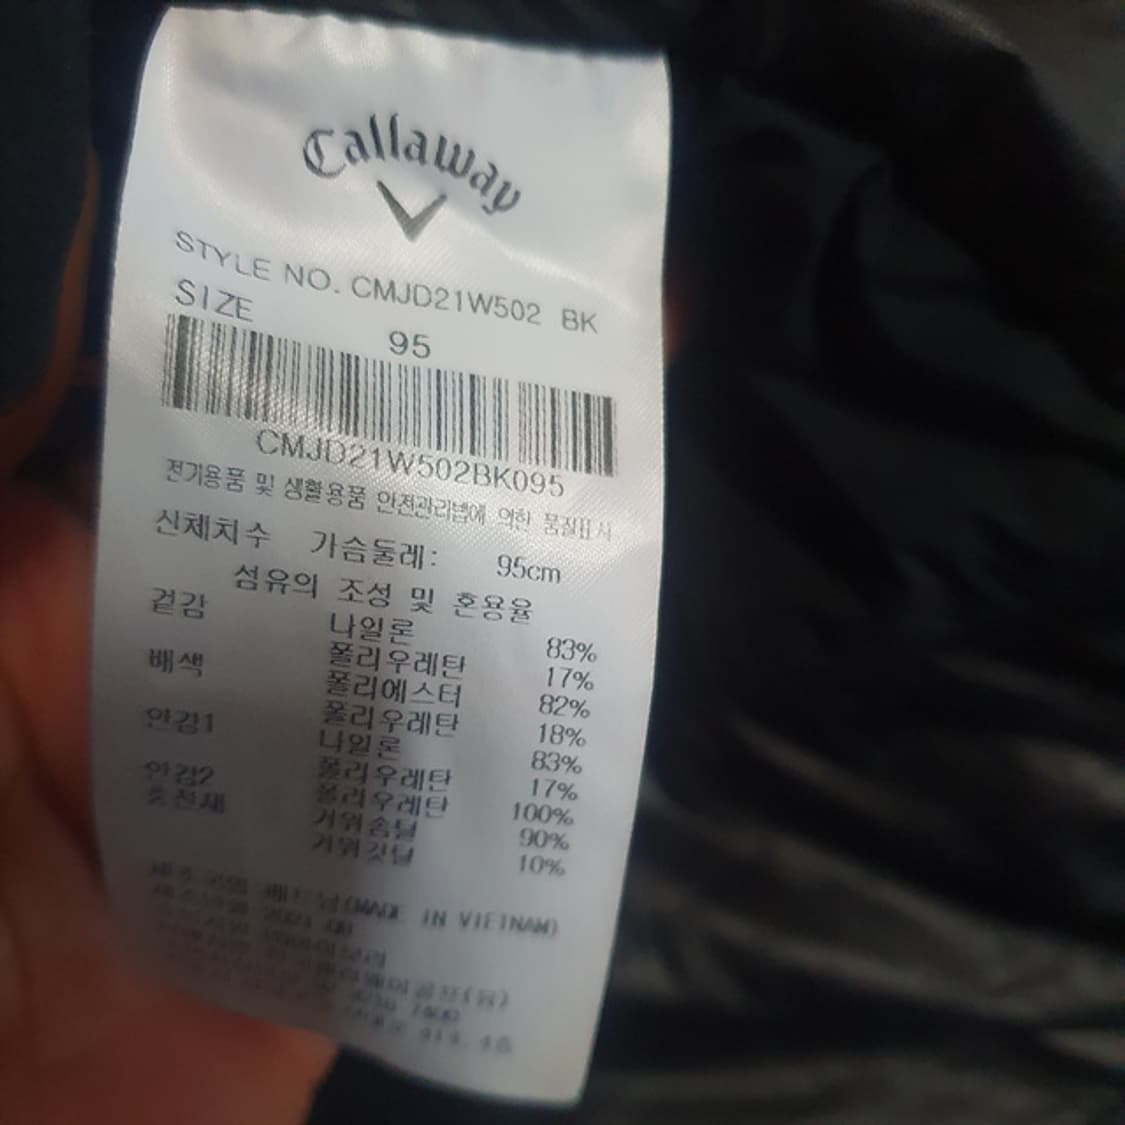 Callaway
STYLE NO. CMJD21W502 BK
SIZE 95
CMJD21W502BK095
전기용품 및 생활용품 안전관리법에 의한 품질표시
신체치수 가슴둘레: 95cm
섬유의 조성 및 혼용율
겉감 나일론 83%
폴리우레탄 17%
배색 폴리에스터 82%
폴리우레탄 18%
안감1 나일론 83%
폴리우레탄 17%
안감2 폴리우레탄 100%
충전재 거위솜털 90%
거위깃털 10%
(MADE IN VIETNAM)